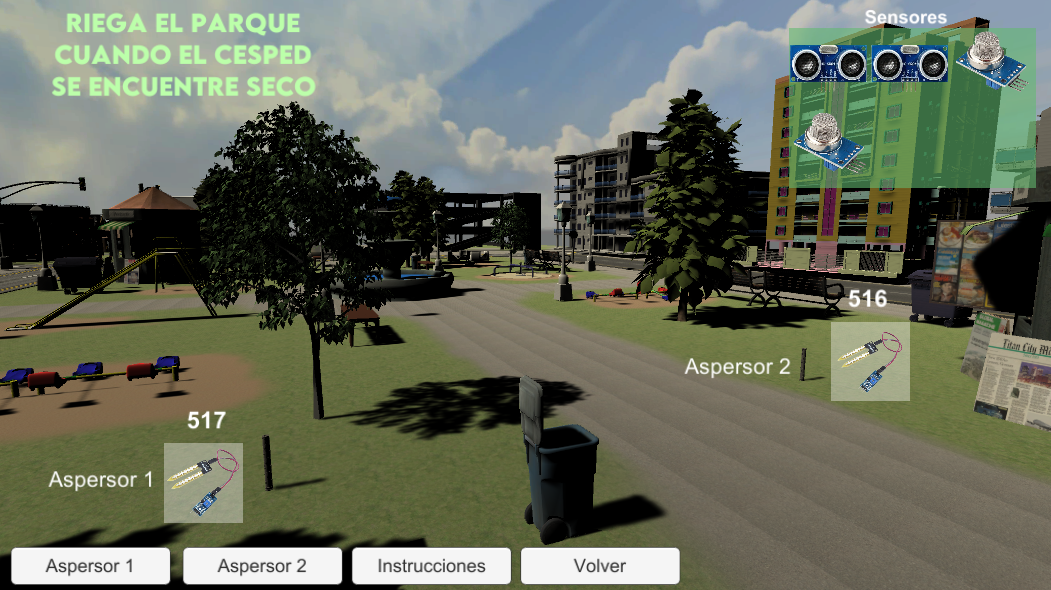 RIEGA EL PARQUE
CUANDO EL CESPED
SE ENCUENTRE SECO
Sensores
516
Aspersor 2
517
Aspersor 1
Aspersor 1
Aspersor 2
Instrucciones
Volver